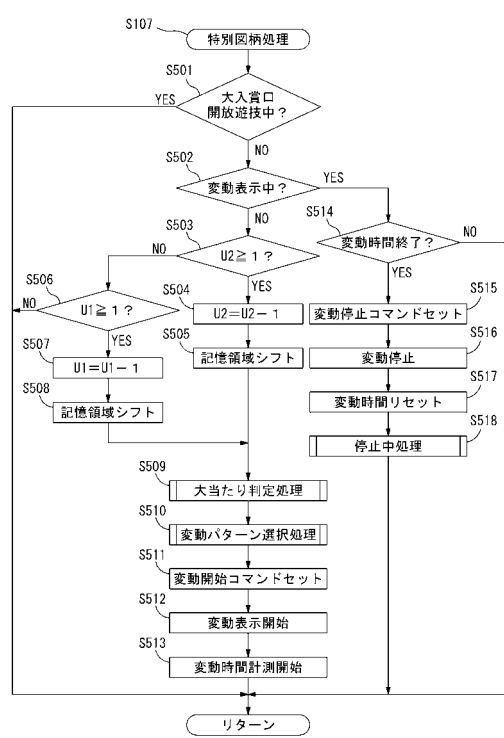 S107
特別図柄処理
S501
大入賞口
開放遊技中？
YES
NO
S502
変動表示中？
YES
NO
S503
U2≧1？
NO
YES
S514
変動時間終了？
NO
YES
S506
U1≧1？
NO
YES
S504
U2=U2-1
S505
記憶領域シフト
S507
U1=U1-1
S508
記憶領域シフト
S515
変動停止コマンドセット
S516
変動停止
S517
変動時間リセット
S518
停止中処理
S509
大当たり判定処理
S510
変動パターン選択処理
S511
変動開始コマンドセット
S512
変動表示開始
S513
変動時間計測開始
リターン